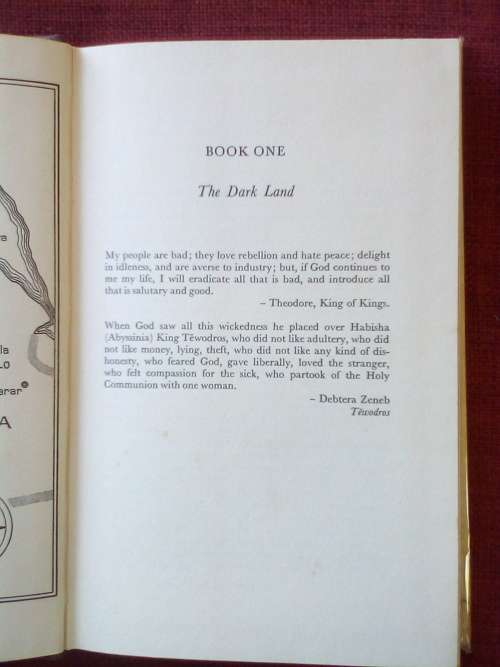 BOOK ONE
The Dark Land
My people are bad; they love rebellion and hate peace; delight
in idleness, and are averse to industry; but, if God continues to
me my life, I will eradicate all that is bad, and introduce all
that is salutary and good.
– Theodore, King of Kings.
When God saw all this wickedness he placed over Habisha
(Abyssinia) King Tēwodros, who did not like adultery, who did
not like money, lying, theft, who did not like any kind of dis-
honesty, who feared God, gave liberally, loved the stranger,
who felt compassion for the sick, who partook of the Holy
Communion with one woman.
– Debtera Zeneb
Tēwodros